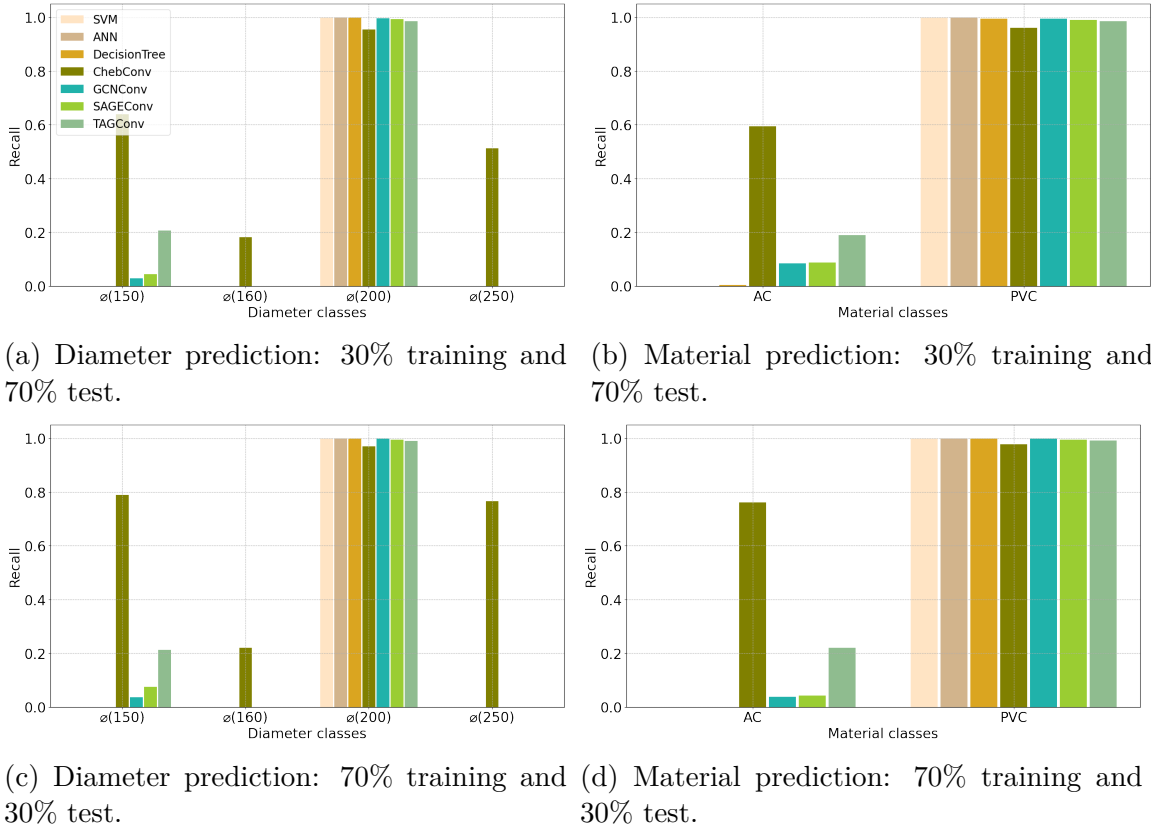 1.0
0.8
0.6
0.4
0.2
0.0
Recall
SVM
ANN
DecisionTree
ChebConv
GCNConv
SAGEConv
TAGConv
⌀(150) ⌀(160) ⌀(200) ⌀(250)
Diameter classes
1.0
0.8
0.6
0.4
0.2
0.0
Recall
AC PVC
Material classes
(a) Diameter prediction: 30% training and
70% test.
(b) Material prediction: 30% training and
70% test.
1.0
0.8
0.6
0.4
0.2
0.0
Recall
⌀(150) ⌀(160) ⌀(200) ⌀(250)
Diameter classes
1.0
0.8
0.6
0.4
0.2
0.0
Recall
AC PVC
Material classes
(c) Diameter prediction: 70% training and
30% test.
(d) Material prediction: 70% training and
30% test.